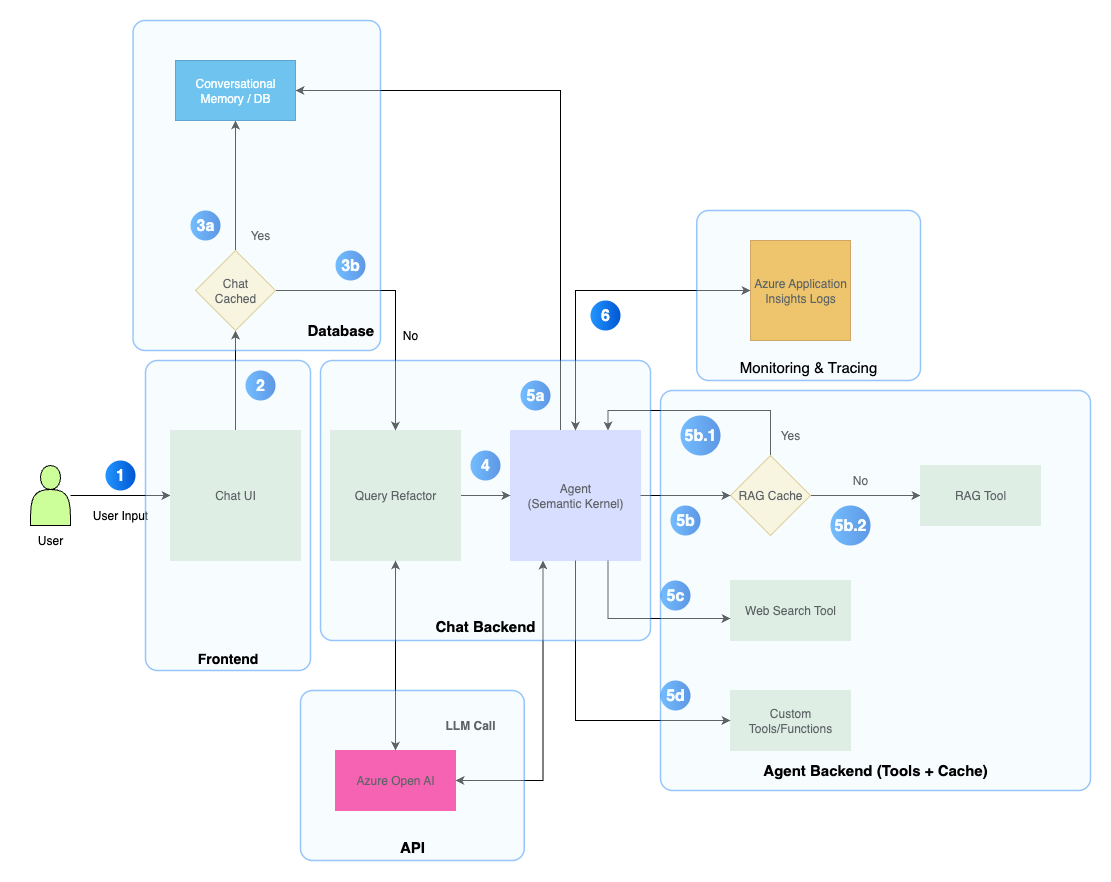 Conversational
Memory / DB
3a
Yes
3b
Chat
Cached
No
Database
Azure Application
Insights Logs
6
Monitoring & Tracing
2
5a
1
User Input
User
Chat UI
Frontend
Query Refactor
4
Agent
(Semantic Kernel)
Chat Backend
5b.1
Yes
5b
RAG Cache
No
5b.2
RAG Tool
5c
Web Search Tool
5d
Custom
Tools/Functions
Agent Backend (Tools + Cache)
LLM Call
Azure Open AI
API